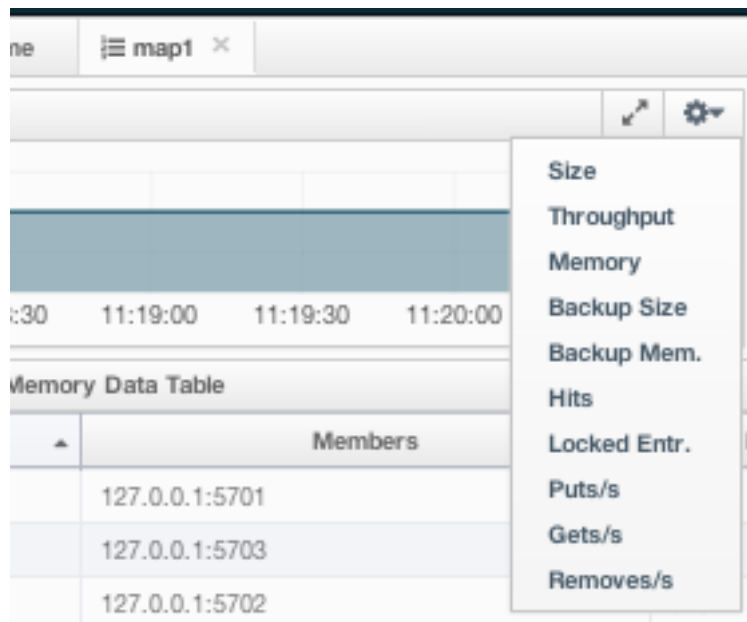 me
map1
Size
Throughput
Memory
Backup Size
Backup Mem.
Hits
Locked Entr.
Puts/s
Gets/s
Removes/s
:30 11:19:00 11:19:30 11:20:00
Memory Data Table
Members
127.0.0.1:5701
127.0.0.1:5703
127.0.0.1:5702